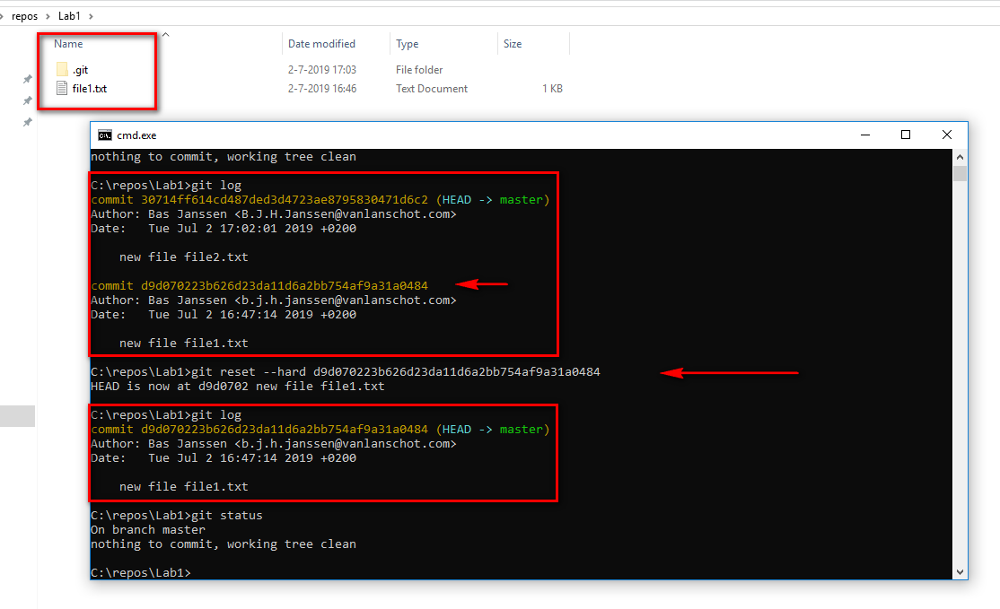 repos > Lab1 >
Name Date modified Type Size
.git 2-7-2019 17:03 File folder
file1.txt 2-7-2019 16:46 Text Document 1 KB
cmd.exe
nothing to commit, working tree clean
C:\repos\Lab1>git log
commit 30714ff614cd487ded3d4723ae8795830471d6c2 (HEAD -> master)
Author: Bas Janssen <B.J.H.Janssen@vanlanschot.com>
Date:   Tue Jul 2 17:02:01 2019 +0200
new file file2.txt
commit d9d070223b626d23da11d6a2bb754af9a31a0484
Author: Bas Janssen <b.j.h.janssen@vanlanschot.com>
Date:   Tue Jul 2 16:47:14 2019 +0200
new file file1.txt
C:\repos\Lab1>git reset --hard d9d070223b626d23da11d6a2bb754af9a31a0484
HEAD is now at d9d0702 new file file1.txt
C:\repos\Lab1>git log
commit d9d070223b626d23da11d6a2bb754af9a31a0484 (HEAD -> master)
Author: Bas Janssen <b.j.h.janssen@vanlanschot.com>
Date:   Tue Jul 2 16:47:14 2019 +0200
new file file1.txt
C:\repos\Lab1>git status
On branch master
nothing to commit, working tree clean
C:\repos\Lab1>